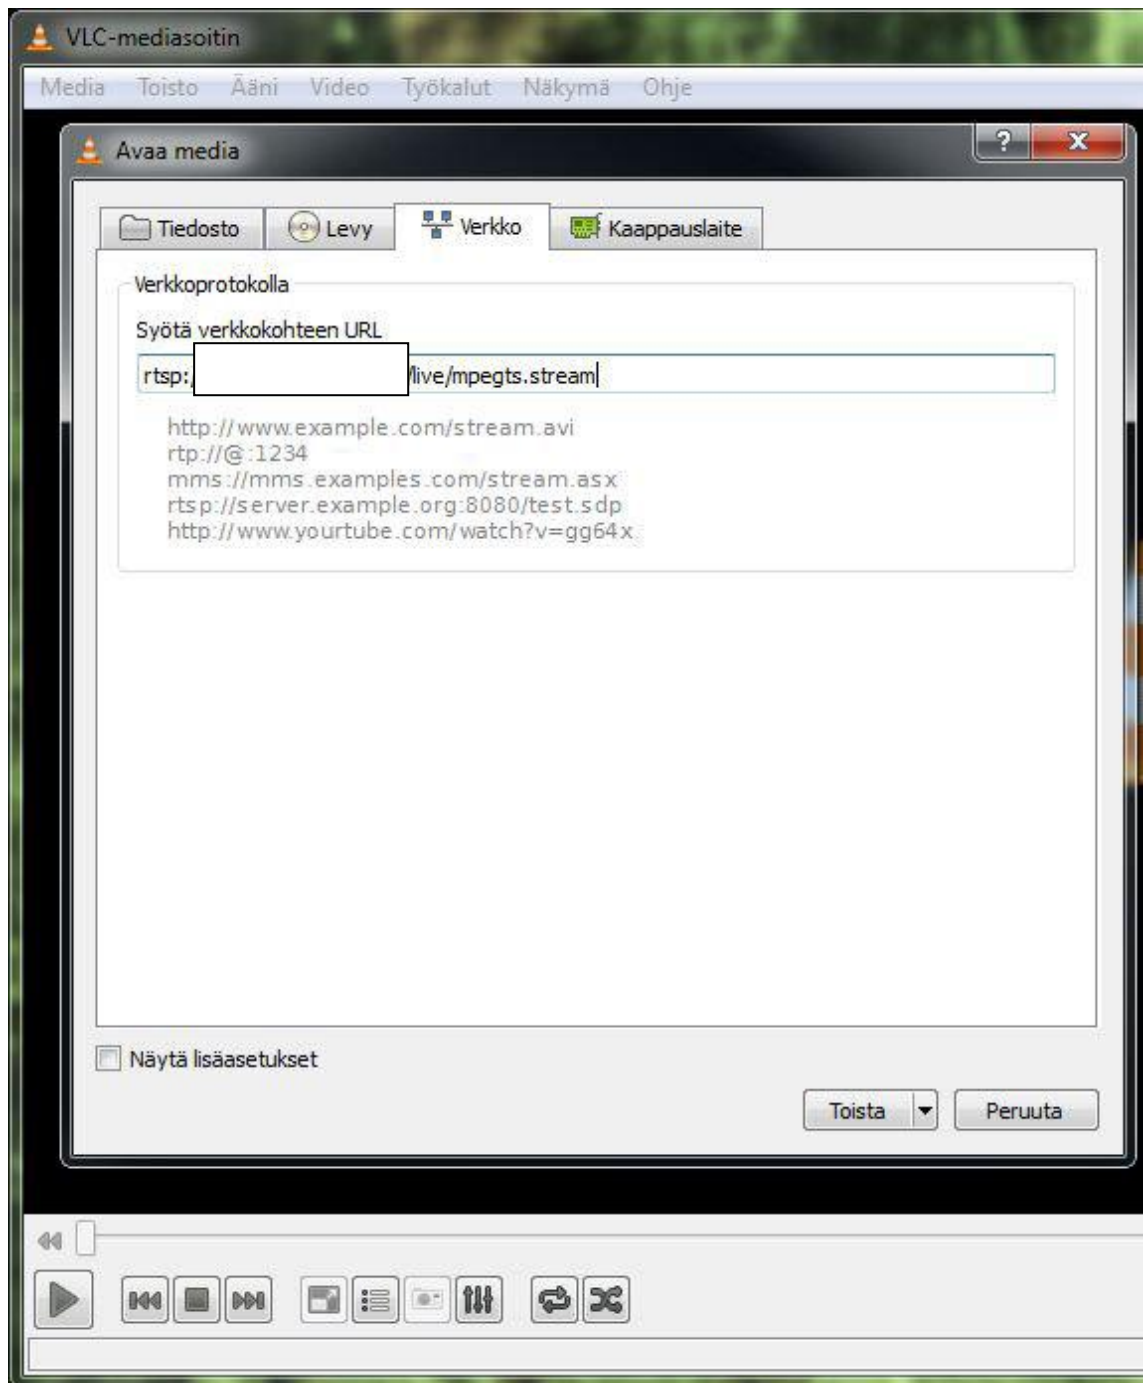 VLC-mediasoitin
Media Toisto Ääni Video Työkalut Näkymä Ohje
Avaa media
Tiedosto Levy Verkko Kaappauslaite
Verkkoprotokolla
Syötä verkkokohteen URL
rtsp:/ /live/mpegts.stream
http://www.example.com/stream.avi
rtp://@:1234
mms://mms.examples.com/stream.asx
rtsp://server.example.org:8080/test.sdp
http://www.yourtube.com/watch?v=gg64x
Näytä lisäasetukset
Toista Peruuta